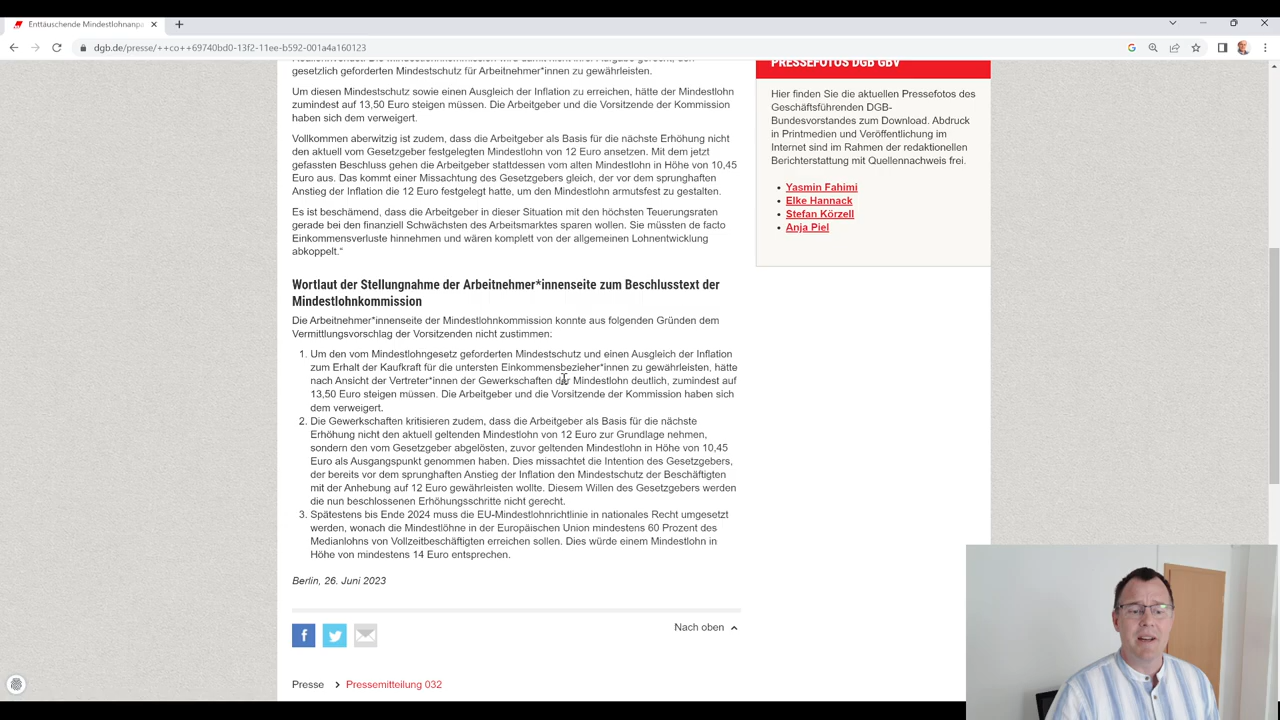 Enttäuschende Mindestlohnanpa
dgb.de/presse/++co++69740bd0-13f2-11ee-b592-001a4a160123
gesetzlich geforderten Mindestschutz für Arbeitnehmer*innen zu gewährleisten.
Um diesen Mindestschutz sowie einen Ausgleich der Inflation zu erreichen, hätte der Mindestlohn
zumindest auf 13,50 Euro steigen müssen. Die Arbeitgeber und die Vorsitzende der Kommission
haben sich dem verweigert.
Vollkommen aberwitzig ist zudem, dass die Arbeitgeber als Basis für die nächste Erhöhung nicht
den aktuell vom Gesetzgeber festgelegten Mindestlohn von 12 Euro ansetzen. Mit dem jetzt
gefassten Beschluss gehen die Arbeitgeber stattdessen vom alten Mindestlohn in Höhe von 10,45
Euro aus. Das kommt einer Missachtung des Gesetzgebers gleich, der vor dem sprunghaften
Anstieg der Inflation die 12 Euro festgelegt hatte, um den Mindestlohn armutsfest zu gestalten.
Es ist beschämend, dass die Arbeitgeber in dieser Situation mit den höchsten Teuerungsraten
gerade bei den finanziell Schwächsten des Arbeitsmarktes sparen wollen. Sie müssten de facto
Einkommensverluste hinnehmen und wären komplett von der allgemeinen Lohnentwicklung
abkoppelt.“
Wortlaut der Stellungnahme der Arbeitnehmer*innenseite zum Beschlusstext der
Mindestlohnkommission
Die Arbeitnehmer*innenseite der Mindestlohnkommission konnte aus folgenden Gründen dem
Vermittlungsvorschlag der Vorsitzenden nicht zustimmen:
1. Um den vom Mindestlohngesetz geforderten Mindestschutz und einen Ausgleich der Inflation
zum Erhalt der Kaufkraft für die untersten Einkommensbezieher*innen zu gewährleisten, hätte
nach Ansicht der Vertreter*innen der Gewerkschaften der Mindestlohn deutlich, zumindest auf
13,50 Euro steigen müssen. Die Arbeitgeber und die Vorsitzende der Kommission haben sich
dem verweigert.
2. Die Gewerkschaften kritisieren zudem, dass die Arbeitgeber als Basis für die nächste
Erhöhung nicht den aktuell geltenden Mindestlohn von 12 Euro zur Grundlage nehmen,
sondern den vom Gesetzgeber abgelösten, zuvor geltenden Mindestlohn in Höhe von 10,45
Euro als Ausgangspunkt genommen haben. Dies missachtet die Intention des Gesetzgebers,
der bereits vor dem sprunghaften Anstieg der Inflation den Mindestschutz der Beschäftigten
mit der Anhebung auf 12 Euro gewährleisten wollte. Diesem Willen des Gesetzgebers werden
die nun beschlossenen Erhöhungsschritte nicht gerecht.
3. Spätestens bis Ende 2024 muss die EU-Mindestlohnrichtlinie in nationales Recht umgesetzt
werden, wonach die Mindestlöhne in der Europäischen Union mindestens 60 Prozent des
Medianlohns von Vollzeitbeschäftigten erreichen sollen. Dies würde einem Mindestlohn in
Höhe von mindestens 14 Euro entsprechen.
Berlin, 26. Juni 2023
Nach oben
Presse > Pressemitteilung 032
PRESSEFOTOS DGB GBV
Hier finden Sie die aktuellen Pressefotos des
Geschäftsführenden DGB-
Bundesvorstandes zum Download. Abdruck
in Printmedien und Veröffentlichung im
Internet sind im Rahmen der redaktionellen
Berichterstattung mit Quellennachweis frei.
• Yasmin Fahimi
• Elke Hannack
• Stefan Körzell
• Anja Piel